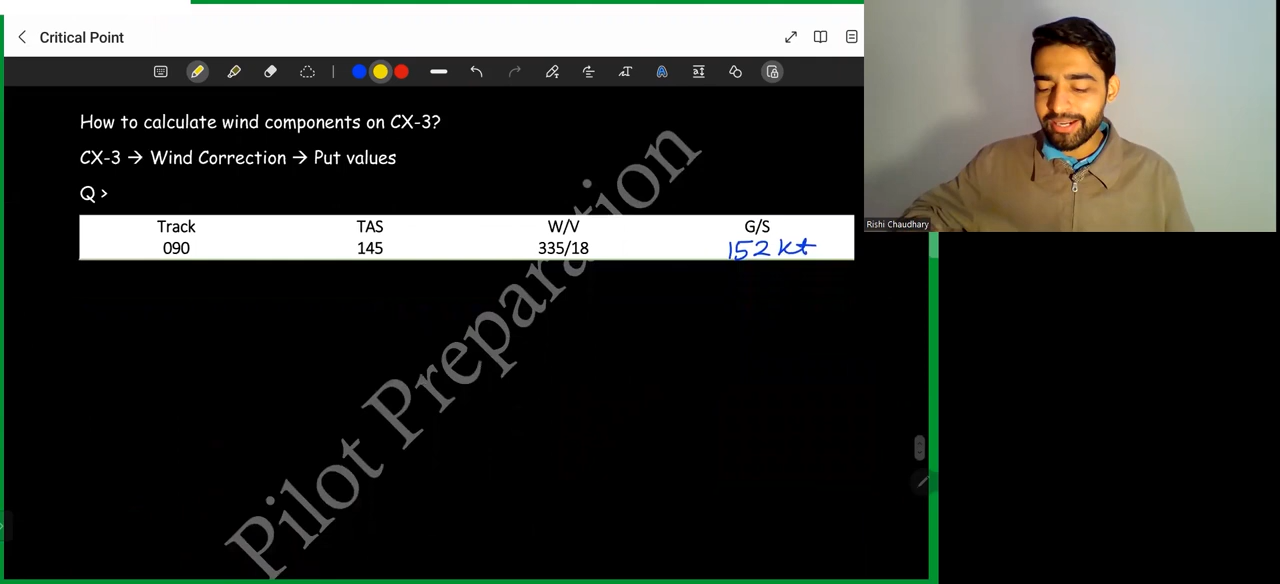 Critical Point
How to calculate wind components on CX-3?
CX-3 → Wind Correction → Put values
Q >
Track TAS W/V G/S
090 145 335/18 152 kt
Pilot Preparation
Rishi Chaudhary